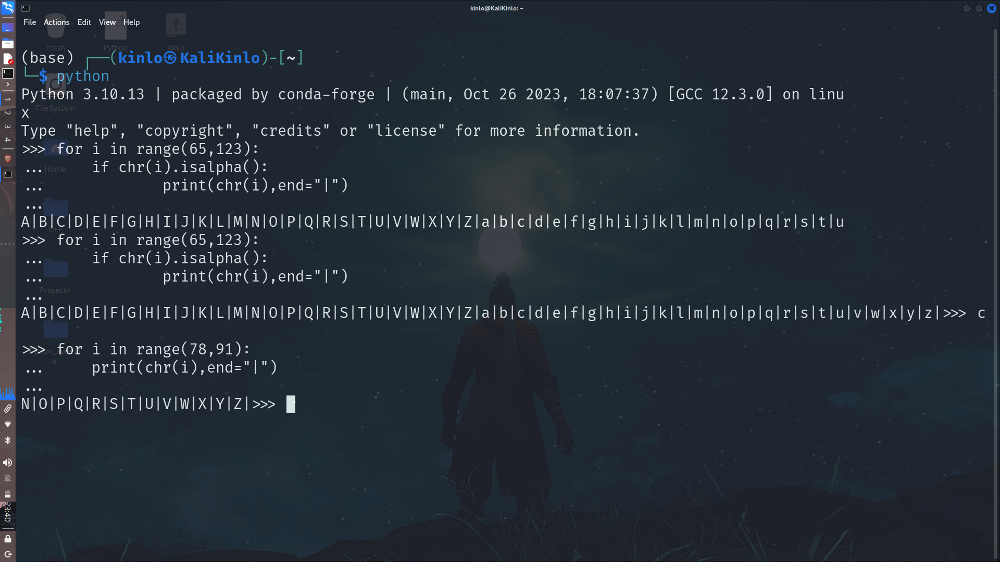 kinlo@KaliKinlo: ~
File Actions Edit View Help
Trash Python Kinlo
(base) ┌──(kinlo㉿KaliKinlo)-[~]
└─$ python
Python 3.10.13 | packaged by conda-forge | (main, Oct 26 2023, 18:07:37) [GCC 12.3.0] on linu
x
File System
Type "help", "copyright", "credits" or "license" for more information.
>>> for i in range(65,123):
...     if chr(i).isalpha():
Home
...             print(chr(i),end="|")
...
A|B|C|D|E|F|G|H|I|J|K|L|M|N|O|P|Q|R|S|T|U|V|W|X|Y|Z|a|b|c|d|e|f|g|h|i|j|k|l|m|n|o|p|q|r|s|t|u
C++
>>> for i in range(65,123):
...     if chr(i).isalpha():
...             print(chr(i),end="|")
Proyecto
...
A|B|C|D|E|F|G|H|I|J|K|L|M|N|O|P|Q|R|S|T|U|V|W|X|Y|Z|a|b|c|d|e|f|g|h|i|j|k|l|m|n|o|p|q|r|s|t|u|v|w|x|y|z|>>> c
>>> for i in range(78,91):
...     print(chr(i),end="|")
...
N|O|P|Q|R|S|T|U|V|W|X|Y|Z|>>>
1
2
3
4
23:40